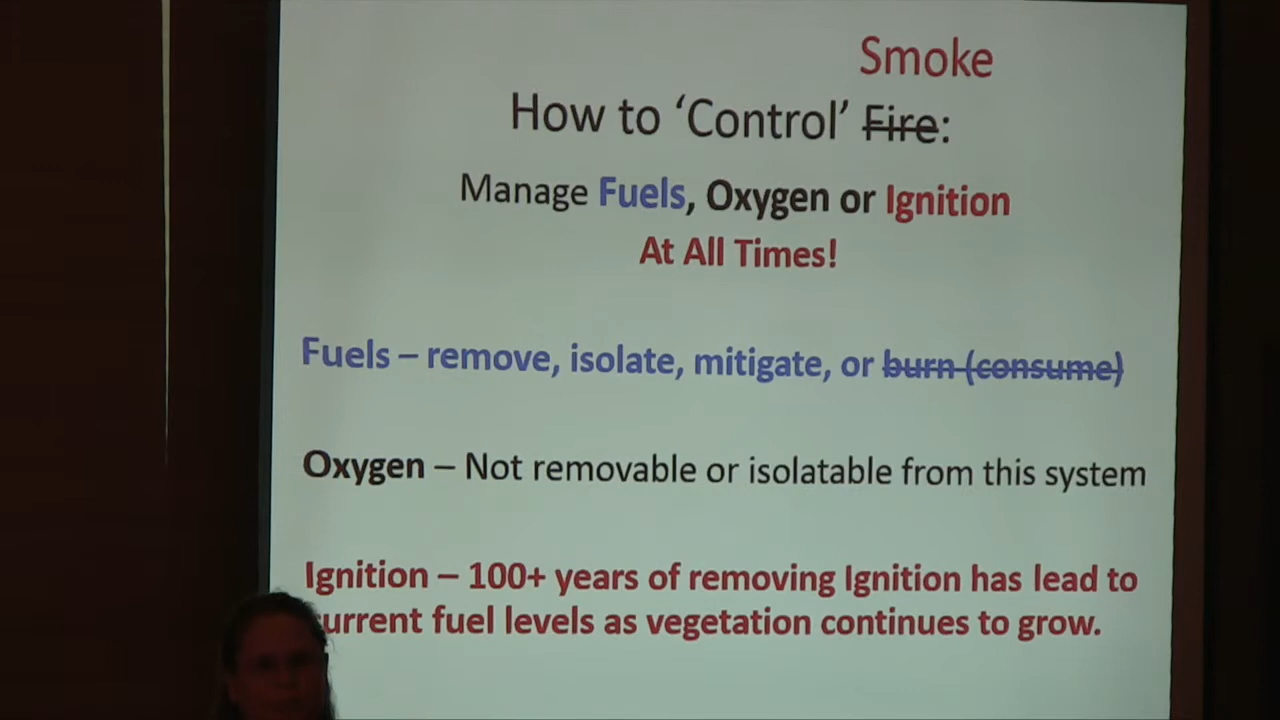 Smoke
How to ‘Control’ Fire:
Manage Fuels, Oxygen or Ignition
At All Times!
Fuels – remove, isolate, mitigate, or burn (consume)
Oxygen – Not removable or isolatable from this system
Ignition – 100+ years of removing Ignition has lead to
urrent fuel levels as vegetation continues to grow.